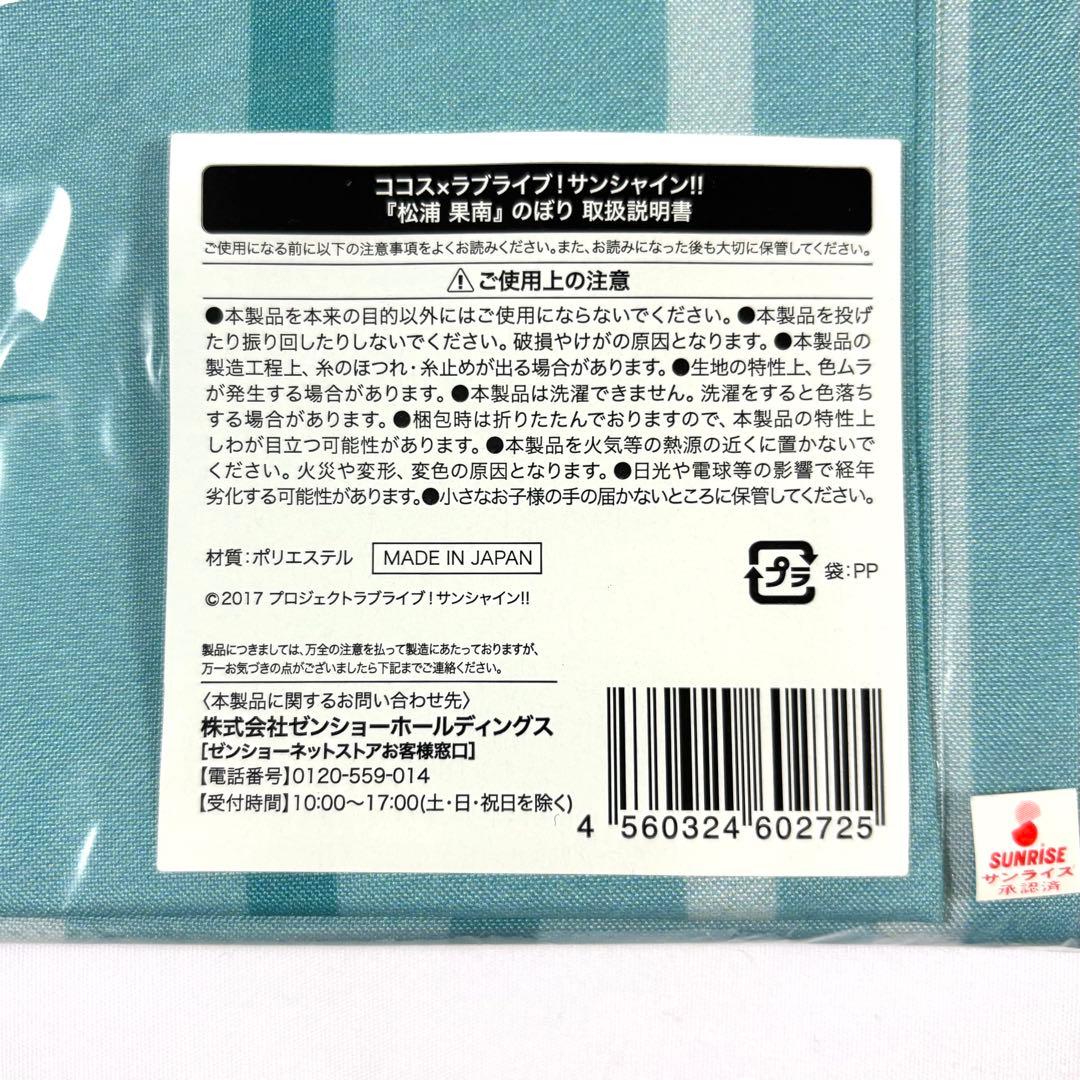 ココス×ラブライブ！サンシャイン!!
『松浦 果南』のぼり 取扱説明書
ご使用になる前に以下の注意事項をよくお読みください。また、お読みになった後も大切に保管してください。
ご使用上の注意
●本製品を本来の目的以外にはご使用にならないでください。●本製品を投げ
たり振り回したりしないでください。破損やけがの原因となります。●本製品の
製造工程上、糸のほつれ・糸止めが出る場合があります。●生地の特性上、色ムラ
が発生する場合があります。●本製品は洗濯できません。洗濯をすると色落ち
する場合があります。●梱包時は折りたたんでおりますので、本製品の特性上
しわが目立つ可能性があります。●本製品を火気等の熱源の近くに置かないで
ください。火災や変形、変色の原因となります。●日光や電球等の影響で経年
劣化する可能性があります。●小さなお子様の手の届かないところに保管してください。
材質：ポリエステル MADE IN JAPAN
プラ 袋：PP
©2017 プロジェクトラブライブ！サンシャイン!!
製品につきましては、万全の注意を払って製造にあたっておりますが、
万一お気づきの点がございましたら下記までご連絡ください。
〈本製品に関するお問い合わせ先〉
株式会社ゼンショーホールディングス
[ゼンショーネットストアお客様窓口]
【電話番号】0120-559-014
【受付時間】10:00～17:00(土・日・祝日を除く)
4 560324 602725
SUNRISE
サンライズ
承認済